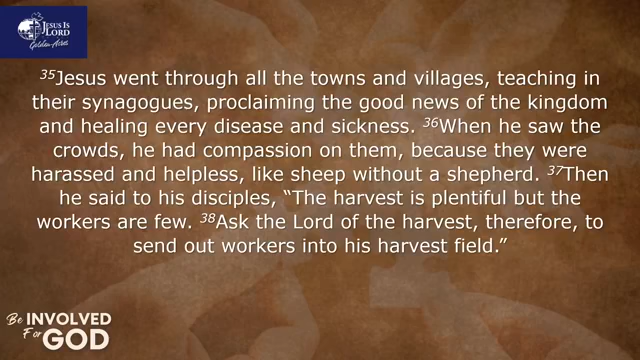 JESUS IS
LORD
Golden Acres
³⁵Jesus went through all the towns and villages, teaching in
their synagogues, proclaiming the good news of the kingdom
and healing every disease and sickness. ³⁶When he saw the
crowds, he had compassion on them, because they were
harassed and helpless, like sheep without a shepherd. ³⁷Then
he said to his disciples, “The harvest is plentiful but the
workers are few. ³⁸Ask the Lord of the harvest, therefore, to
send out workers into his harvest field.”
Be INVOLVED
For GOD